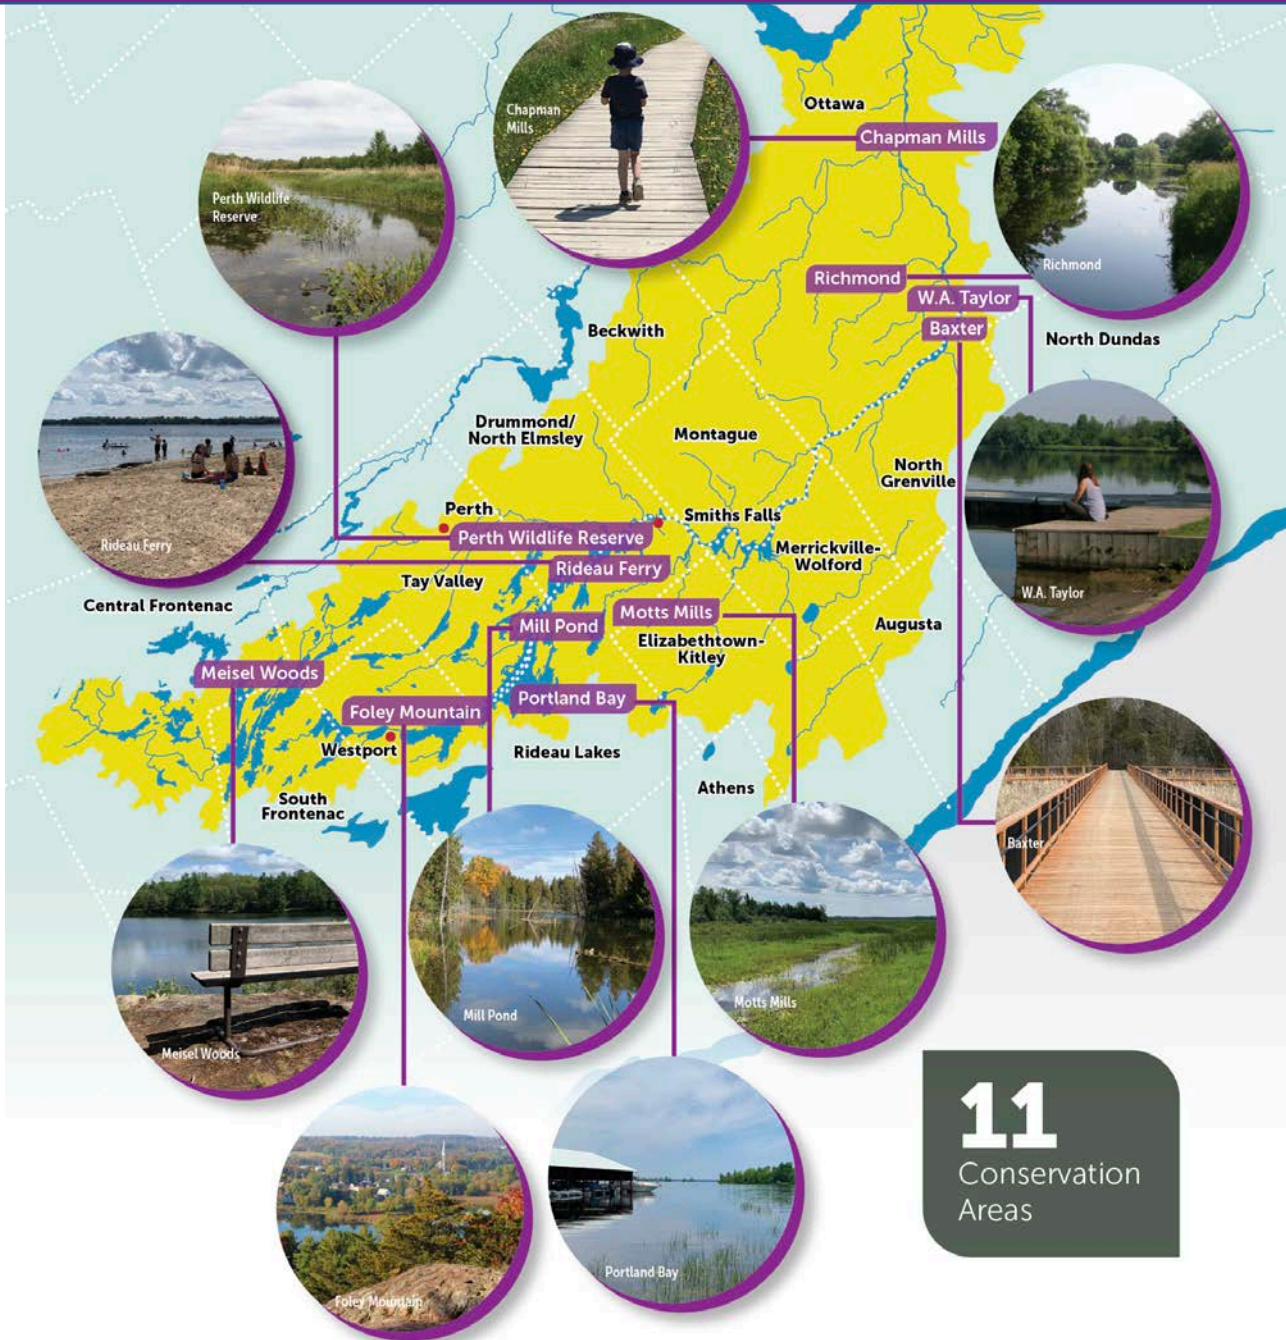 Ottawa
Chapman
Mills
Chapman Mills
Perth Wildlife
Reserve
Richmond
Richmond
W.A. Taylor
Baxter
Beckwith
North Dundas
Drummond/
North Elmsley
Montague
North
Grenville
Perth
Smiths Falls
Perth Wildlife Reserve
Rideau Ferry
Merrickville-
Wolford
Rideau Ferry
Tay Valley
W.A. Taylor
Central Frontenac
Motts Mills
Mill Pond
Augusta
Elizabethtown-
Kitley
Meisel Woods
Portland Bay
Foley Mountain
Westport
Rideau Lakes
Athens
South
Frontenac
Baxter
Motts Mills
Mill Pond
Meisel Woods
11
Conservation
Areas
Portland Bay
Foley Mountain